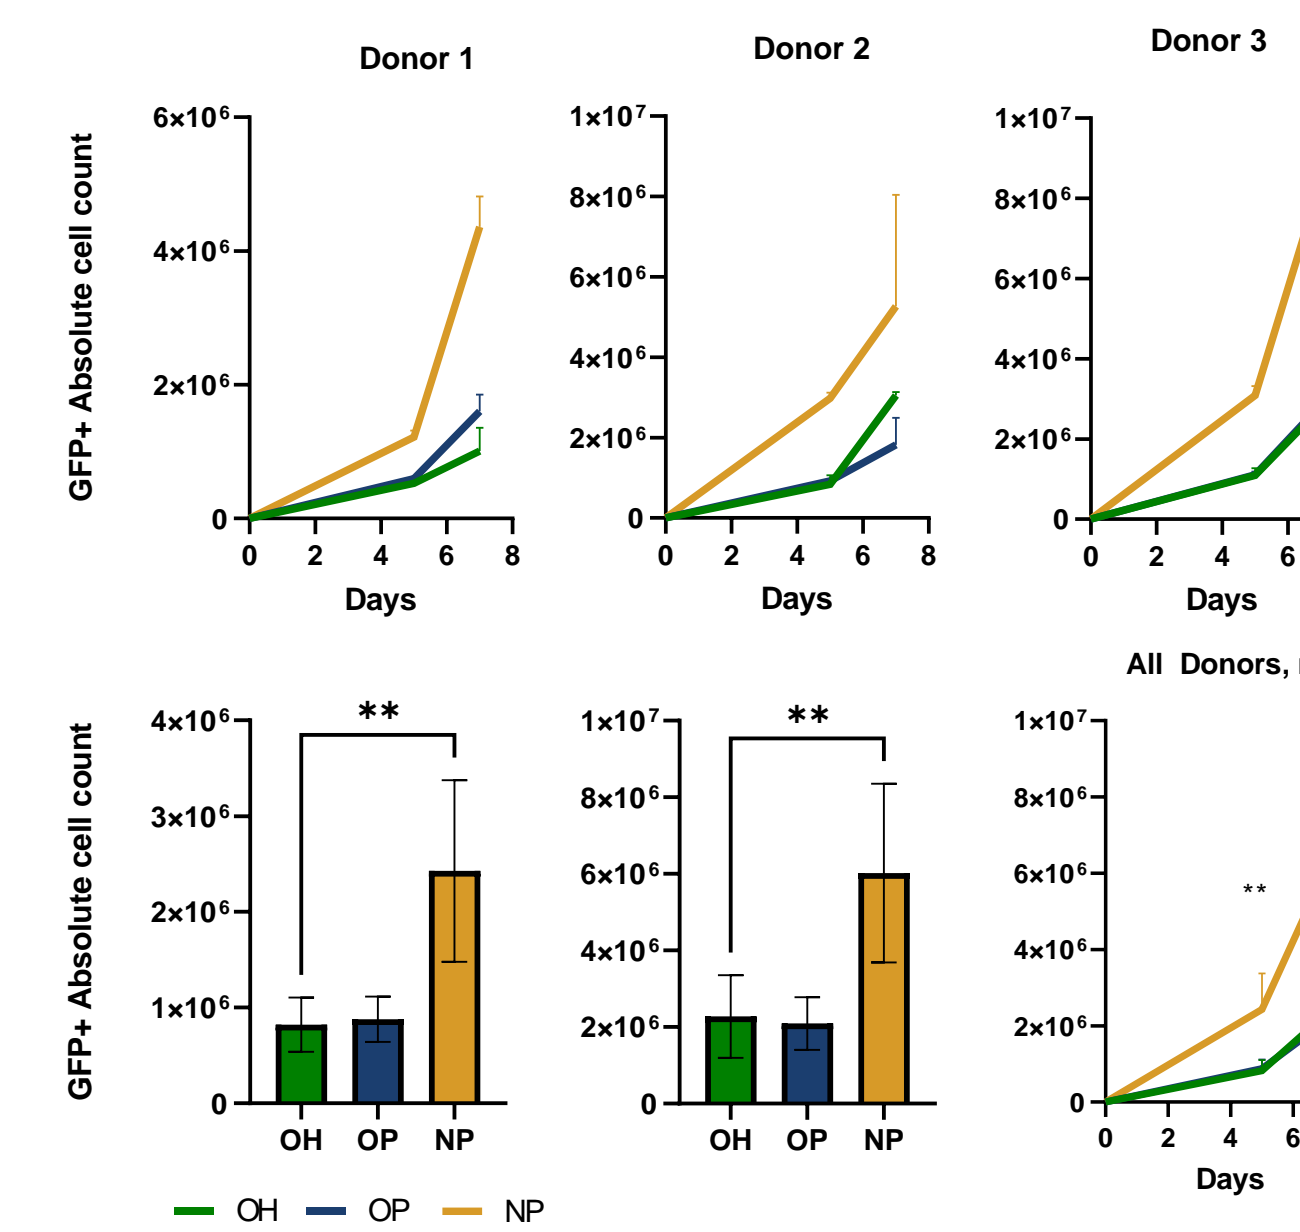 Donor 1
Donor 2
Donor 3
GFP+ Absolute cell count
6×10⁶
4×10⁶
2×10⁶
0
0 2 4 6 8
Days
1×10⁷
8×10⁶
6×10⁶
4×10⁶
2×10⁶
0
0 2 4 6 8
Days
1×10⁷
8×10⁶
6×10⁶
4×10⁶
2×10⁶
0
0 2 4 6
Days
GFP+ Absolute cell count
4×10⁶
3×10⁶
2×10⁶
1×10⁶
0
**
OH OP NP
1×10⁷
8×10⁶
6×10⁶
4×10⁶
2×10⁶
0
**
OH OP NP
All Donors,
1×10⁷
8×10⁶
6×10⁶
4×10⁶
2×10⁶
0
**
0 2 4 6
Days
OH OP NP